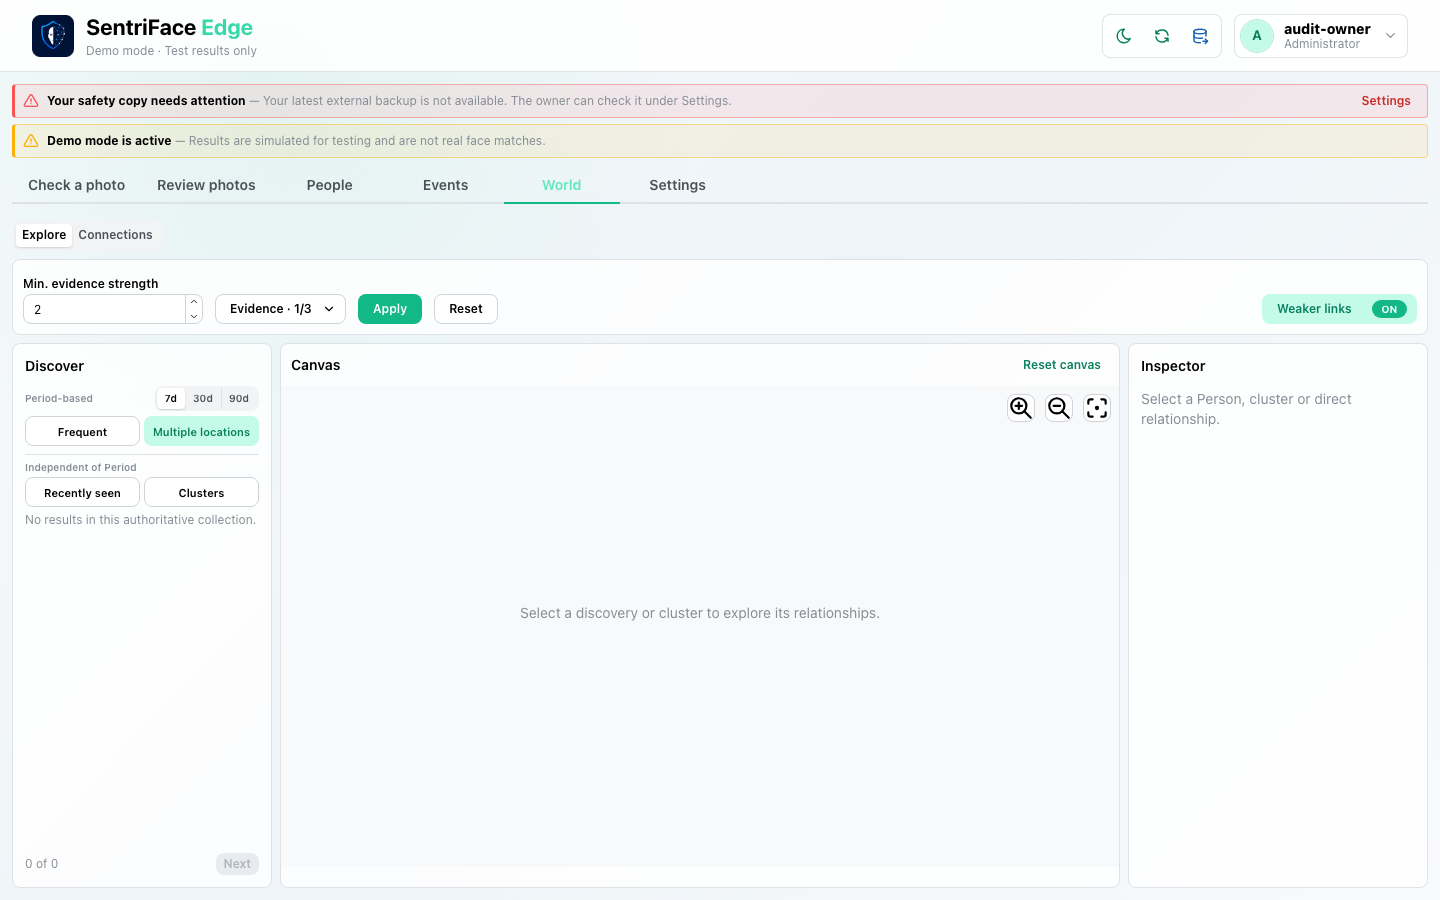 SentriFace Edge
Demo mode · Test results only
A
audit-owner
Administrator
Your safety copy needs attention — Your latest external backup is not available. The owner can check it under Settings.
Settings
Demo mode is active — Results are simulated for testing and are not real face matches.
Check a photo
Review photos
People
Events
World
Settings
Explore
Connections
Min. evidence strength
2
Evidence · 1/3
Apply
Reset
Weaker links
ON
Discover
Period-based
7d
30d
90d
Frequent
Multiple locations
Independent of Period
Recently seen
Clusters
No results in this authoritative collection.
0 of 0
Next
Canvas
Reset canvas
Select a discovery or cluster to explore its relationships.
Inspector
Select a Person, cluster or direct
relationship.